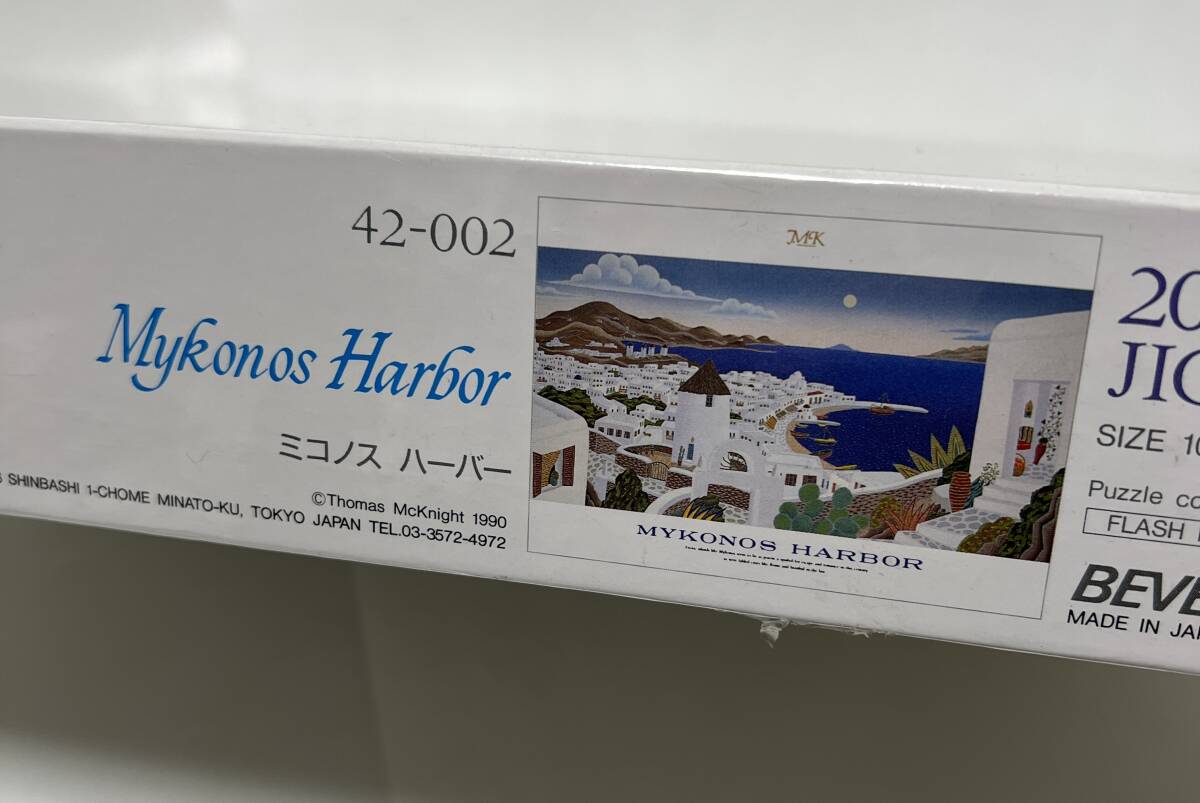 42-002
Mykonos Harbor
ミコノス ハーバー
©Thomas McKnight 1990
SHINBASHI 1-CHOME MINATO-KU, TOKYO JAPAN TEL.03-3572-4972
McK
MYKONOS HARBOR
20
JIG
SIZE 10
Puzzle co
FLASH
BEVE
MADE IN JA